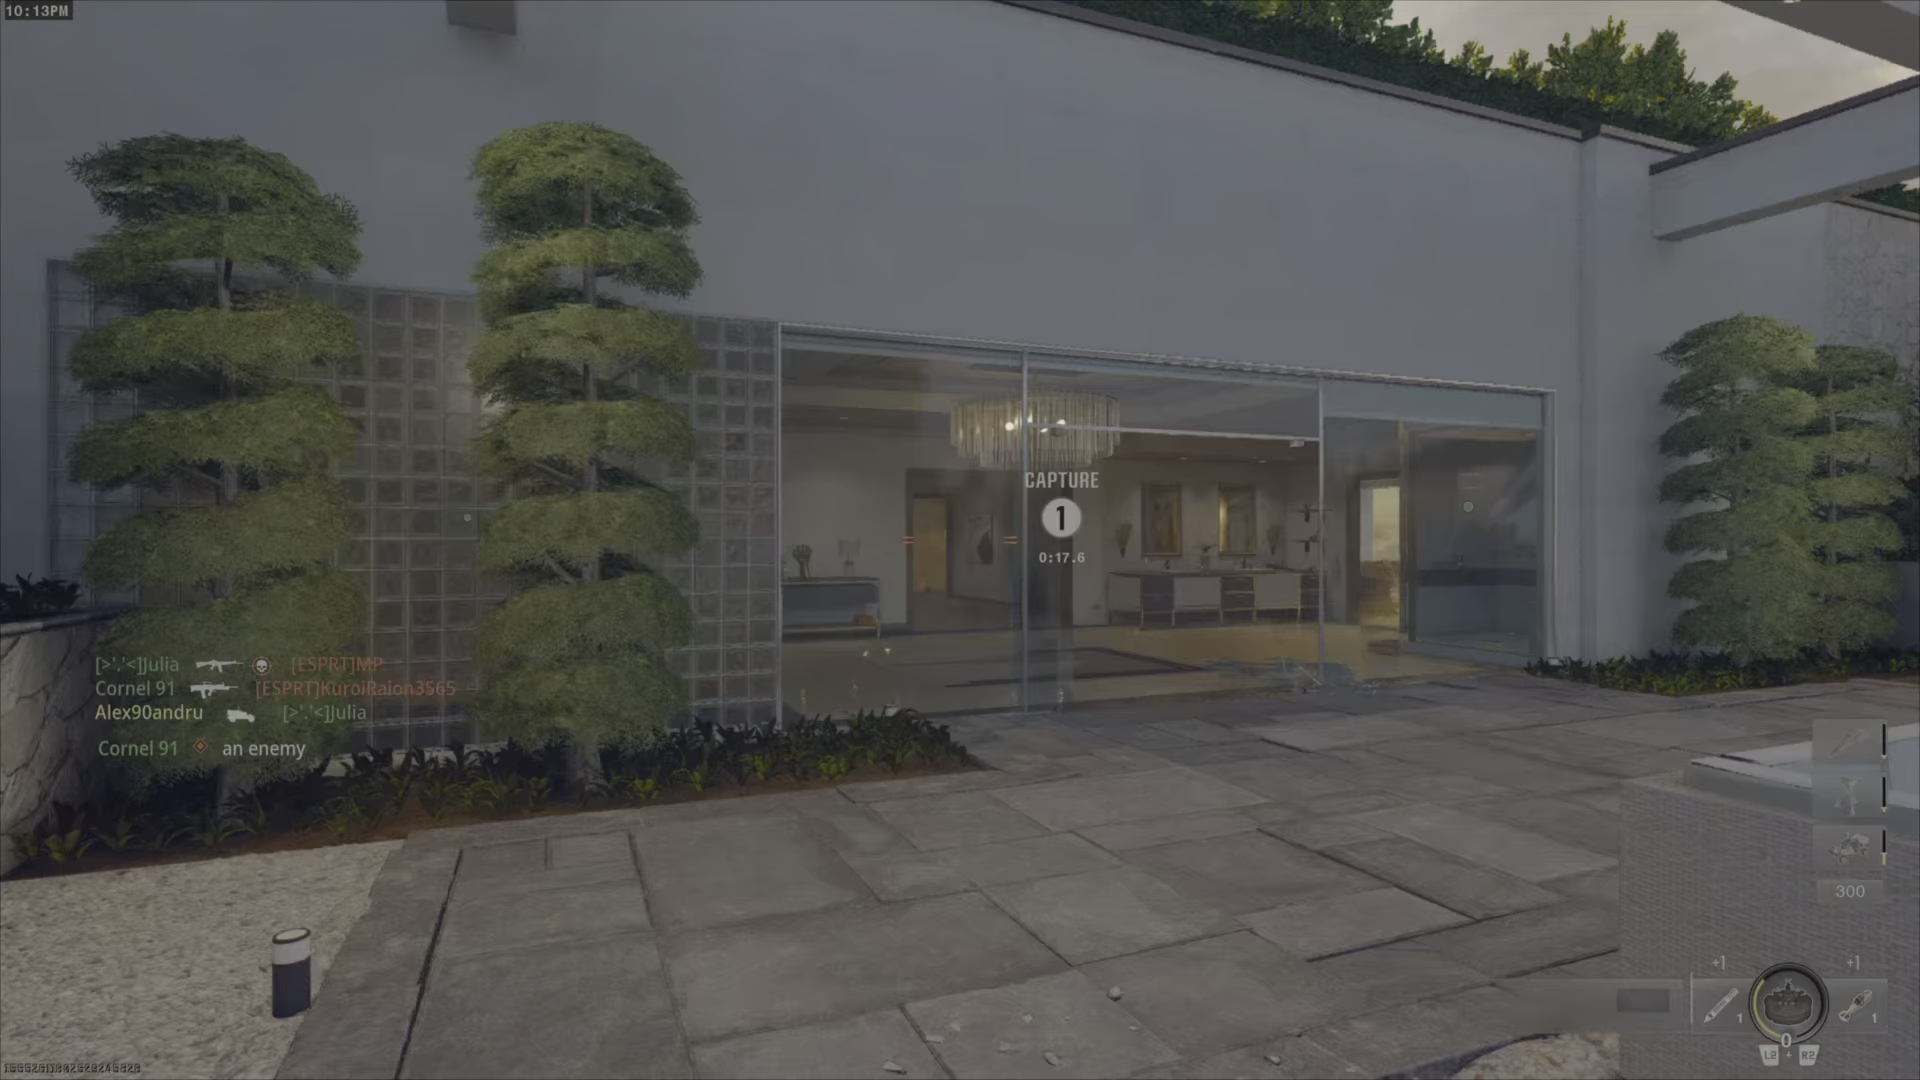 10:13PM
CAPTURE
1
0:17.6
[>'.'<]Julia [ESPRT]MP
Cornel 91 [ESPRT]KuroiRaion3565
Alex90andru [>'.'<]Julia
Cornel 91 an enemy
300
+1 +1
1 1
0
L2 + R2